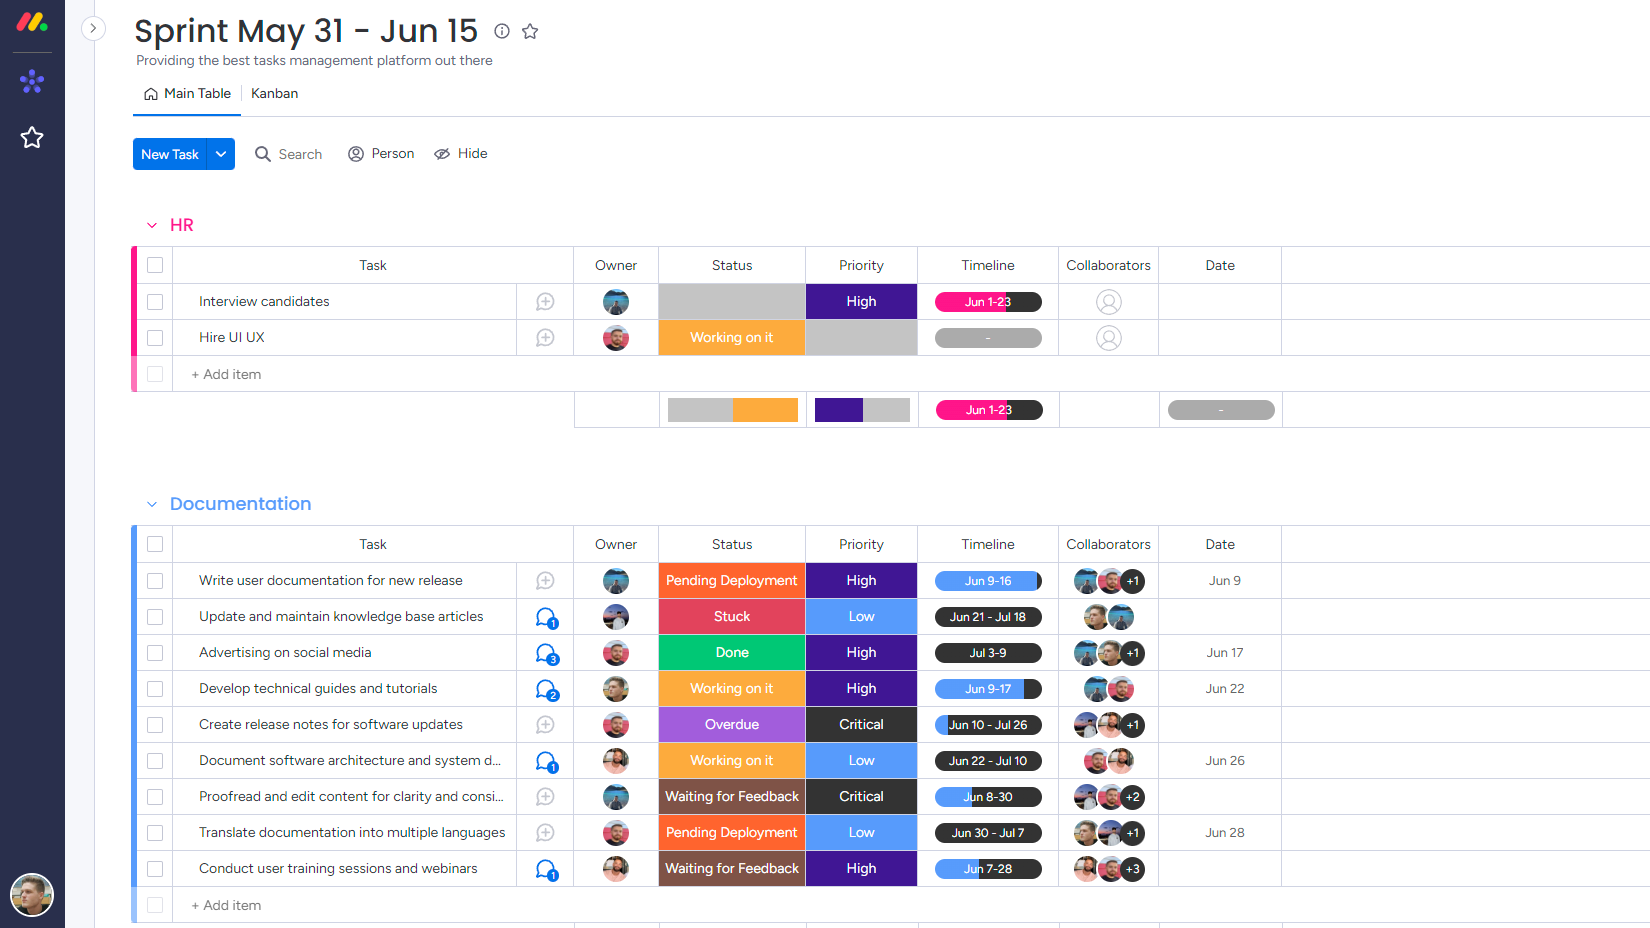 Sprint May 31 - Jun 15
Providing the best tasks management platform out there
Main Table Kanban
New Task Search Person Hide
HR
Task Owner Status Priority Timeline Collaborators Date
Interview candidates High Jun 1-23
Hire UI UX Working on it -
+ Add item
Jun 1-23 -
Documentation
Task Owner Status Priority Timeline Collaborators Date
Write user documentation for new release Pending Deployment High Jun 9-16 +1 Jun 9
Update and maintain knowledge base articles 1 Stuck Low Jun 21 - Jul 18
Advertising on social media 3 Done High Jul 3-9 +1 Jun 17
Develop technical guides and tutorials 2 Working on it High Jun 9-17 Jun 22
Create release notes for software updates Overdue Critical Jun 10 - Jul 26 +1
Document software architecture and system d... 1 Working on it Low Jun 22 - Jul 10 Jun 26
Proofread and edit content for clarity and consi... Waiting for Feedback Critical Jun 8-30 +2
Translate documentation into multiple languages Pending Deployment Low Jun 30 - Jul 7 +1 Jun 28
Conduct user training sessions and webinars 1 Waiting for Feedback High Jun 7-28 +3
+ Add item